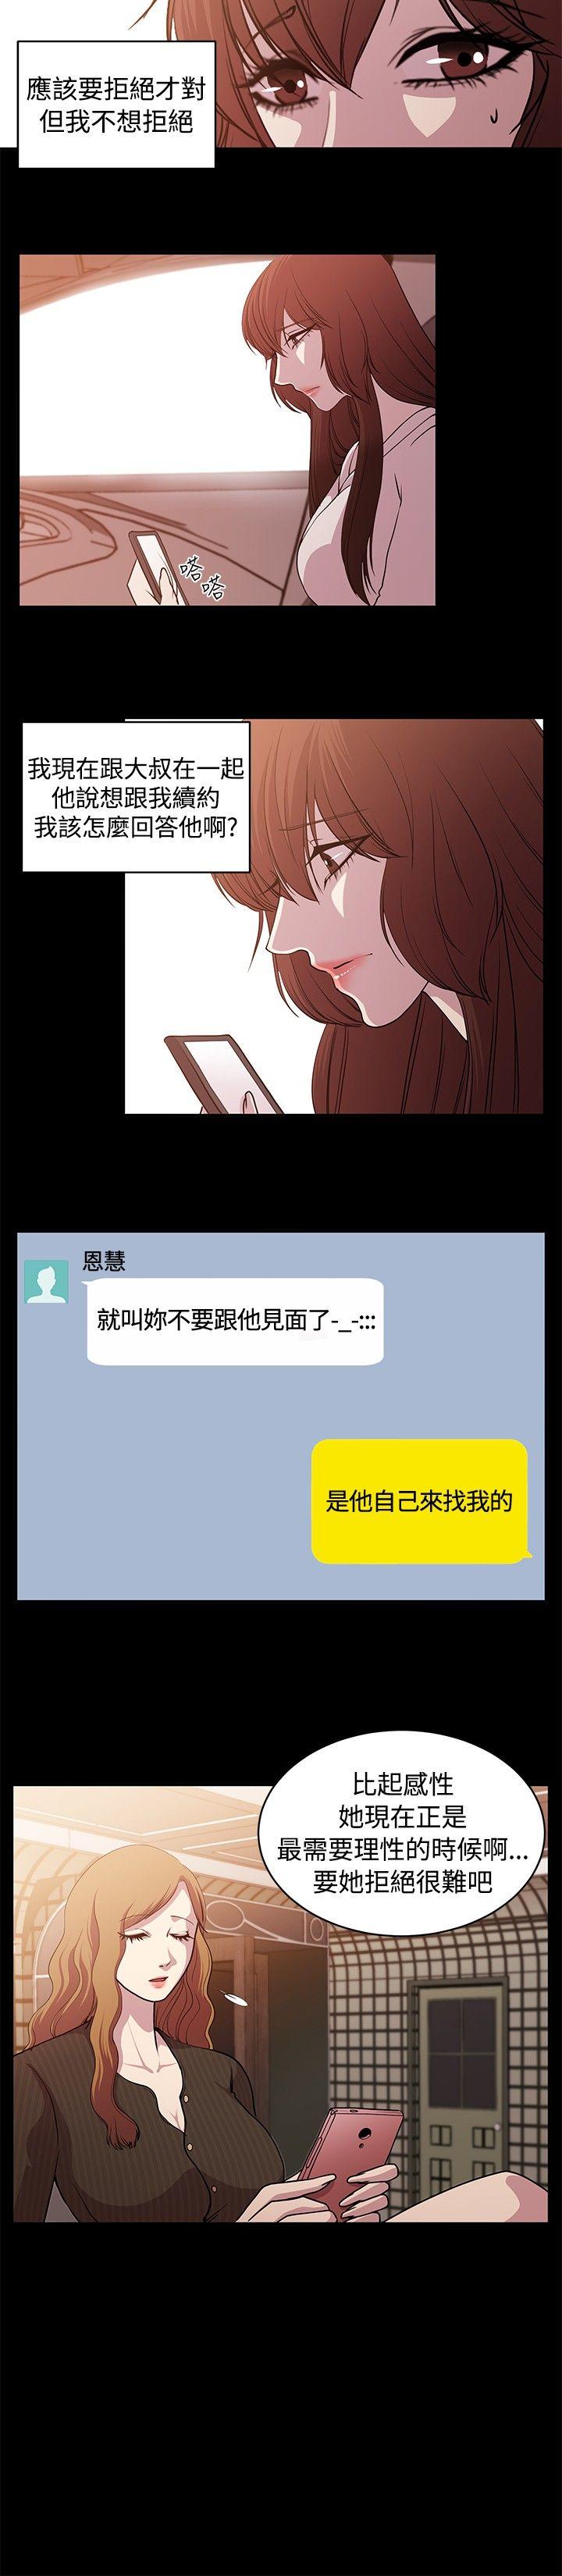 應該要拒絕才對
但我不想拒絕
嗒嗒
我現在跟大叔在一起
他說想跟我續約
我該怎麼回答他啊?
恩慧
就叫妳不要跟他見面了-_-:::
是他自己來找我的
比起感性
她現在正是
最需要理性的時候啊...
要她拒絕很難吧